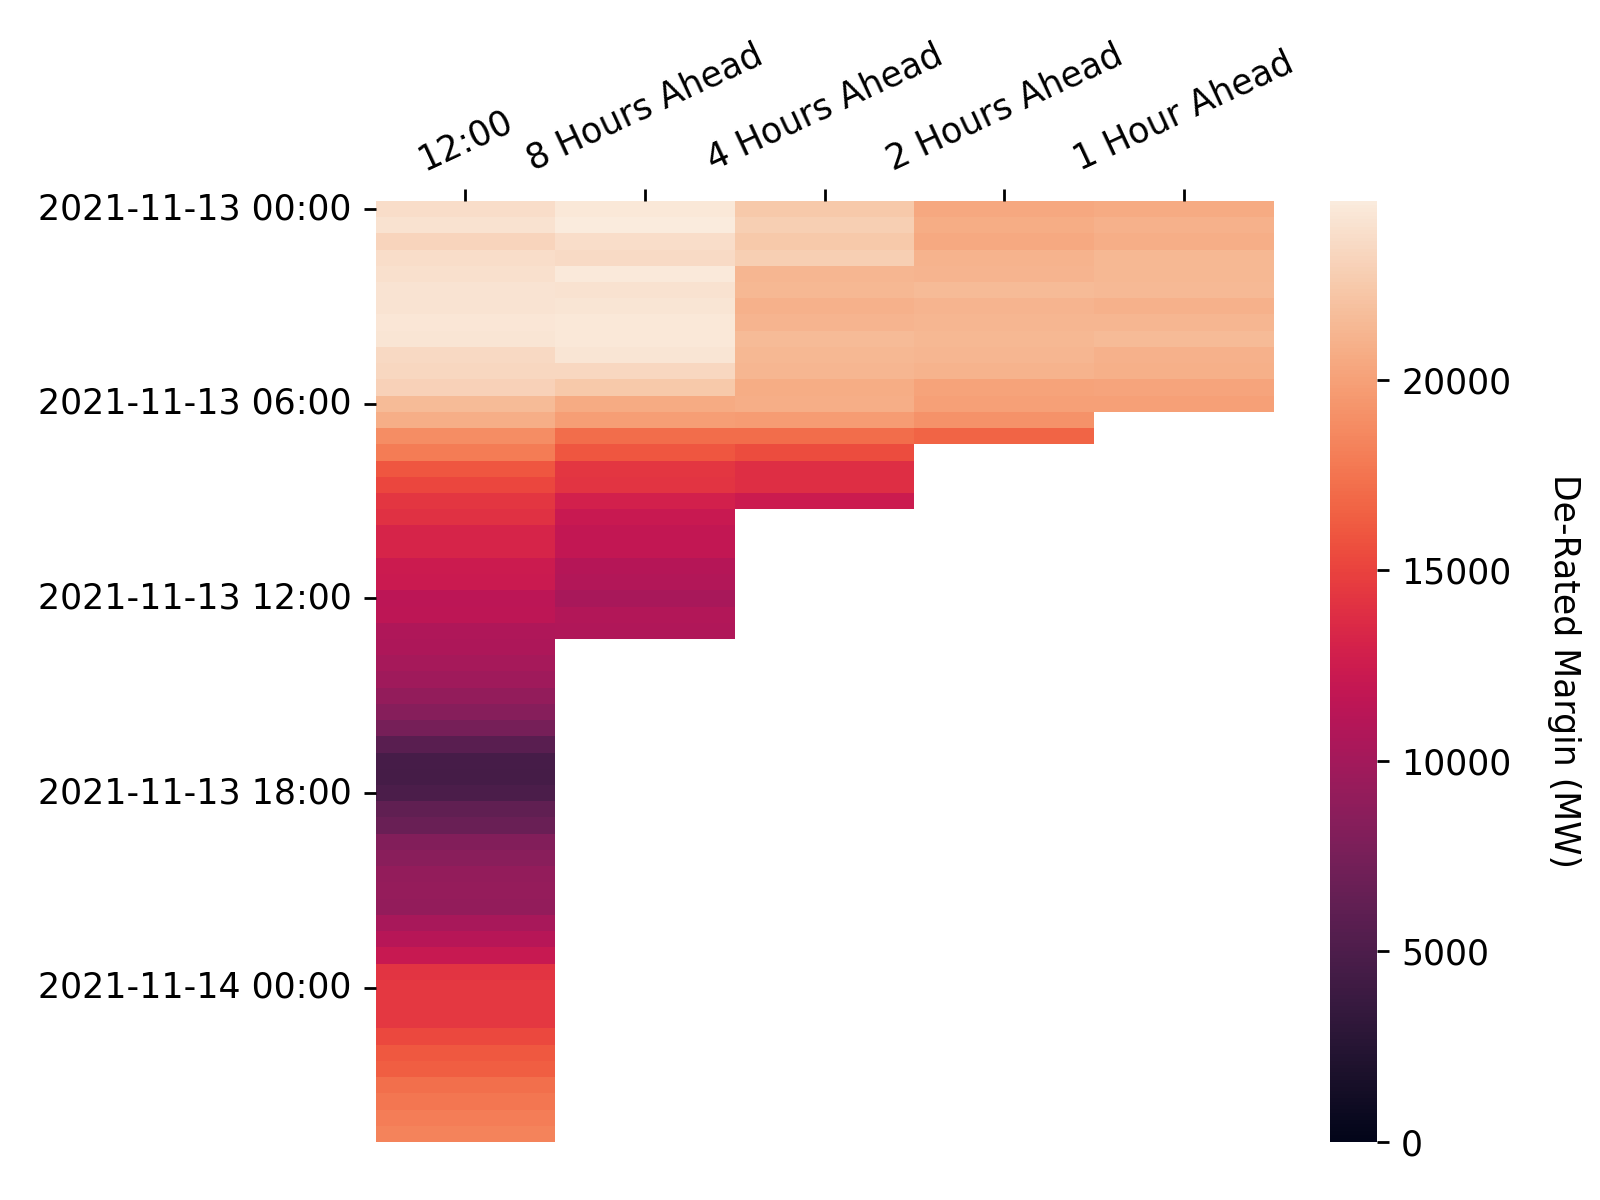 12:00
8 Hours Ahead
4 Hours Ahead
2 Hours Ahead
1 Hour Ahead
2021-11-13 00:00
2021-11-13 06:00
2021-11-13 12:00
2021-11-13 18:00
2021-11-14 00:00
20000
15000
10000
5000
0
De-Rated Margin (MW)